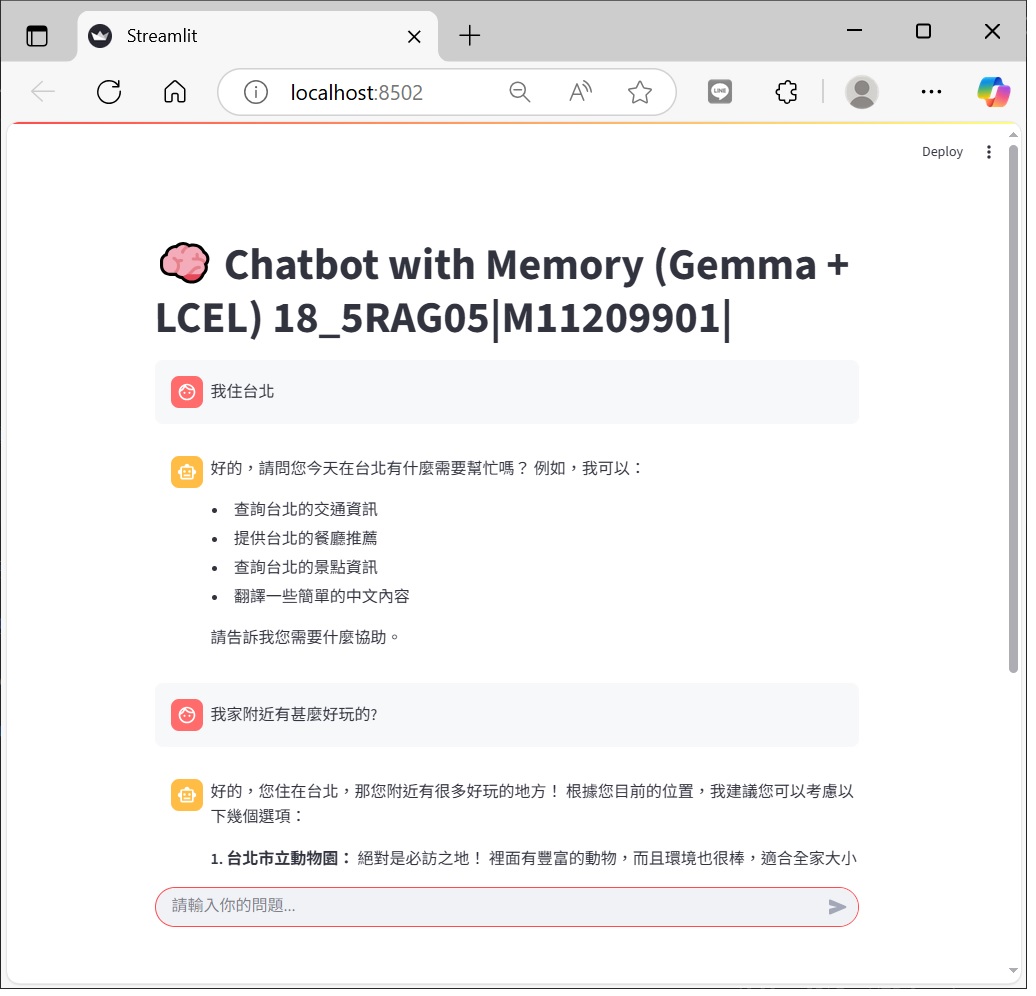 Streamlit
localhost:8502
LINE
Deploy
Chatbot with Memory (Gemma +
LCEL) 18_5RAG05|M11209901|
我住台北
好的，請問您今天在台北有什麼需要幫忙嗎？ 例如，我可以：
• 查詢台北的交通資訊
• 提供台北的餐廳推薦
• 查詢台北的景點資訊
• 翻譯一些簡單的中文內容
請告訴我您需要什麼協助。
我家附近有甚麼好玩的?
好的，您住在台北，那您附近有很多好玩的地方！ 根據您目前的位置，我建議您可以考慮以
下幾個選項：
1. 台北市立動物園： 絕對是必訪之地！ 裡面有豐富的動物，而且環境也很棒，適合全家大小
請輸入你的問題...